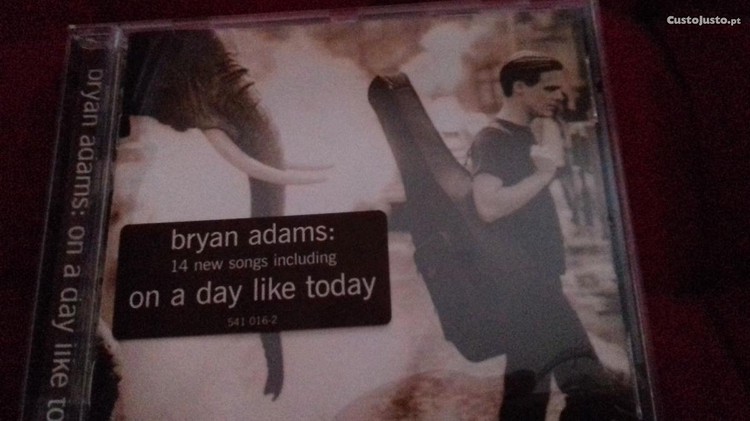 CustoJusto.pt
bryan adams:
14 new songs including
on a day like today
541 016-2
bryan adams: on a day like to